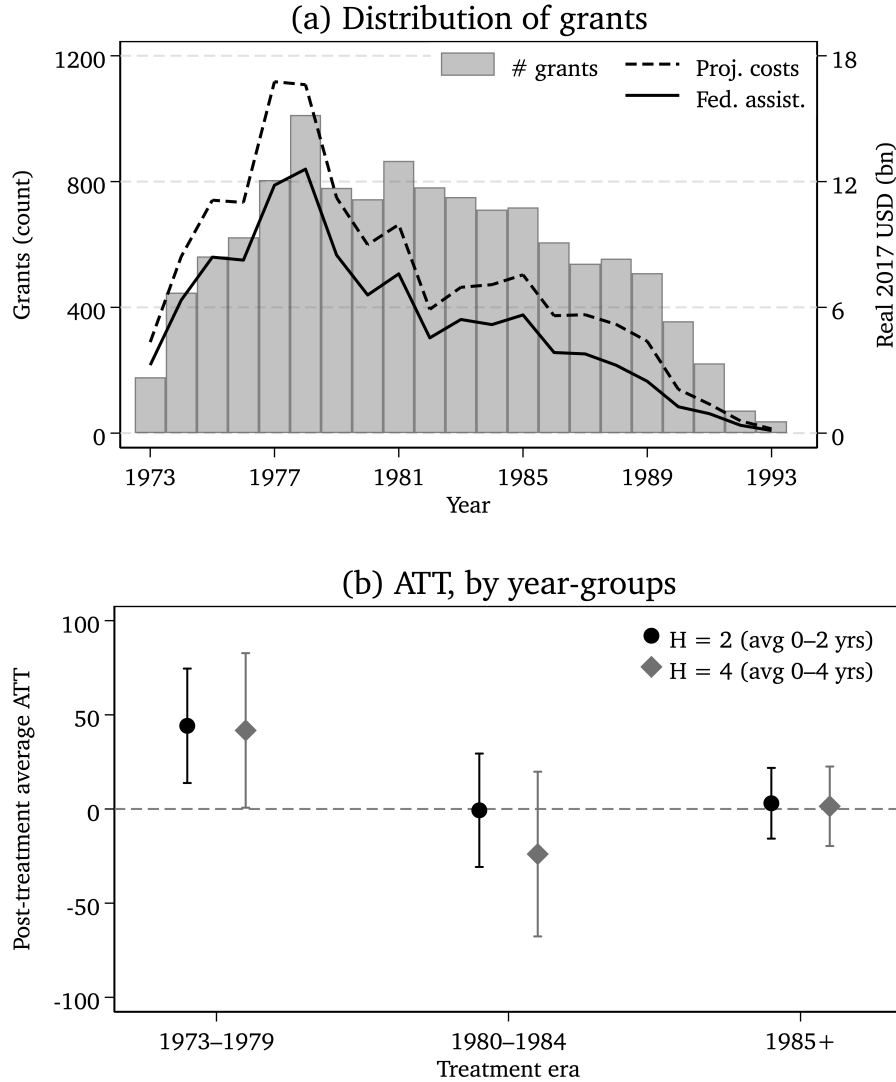 (a) Distribution of grants
1200
800
400
0
Grants (count)
# grants
Proj. costs
Fed. assist.
18
12
6
0
Real 2017 USD (bn)
1973 1977 1981 1985 1989 1993
Year
(b) ATT, by year-groups
100
50
0
-50
-100
Post-treatment average ATT
H = 2 (avg 0–2 yrs)
H = 4 (avg 0–4 yrs)
1973–1979 1980–1984 1985+
Treatment era